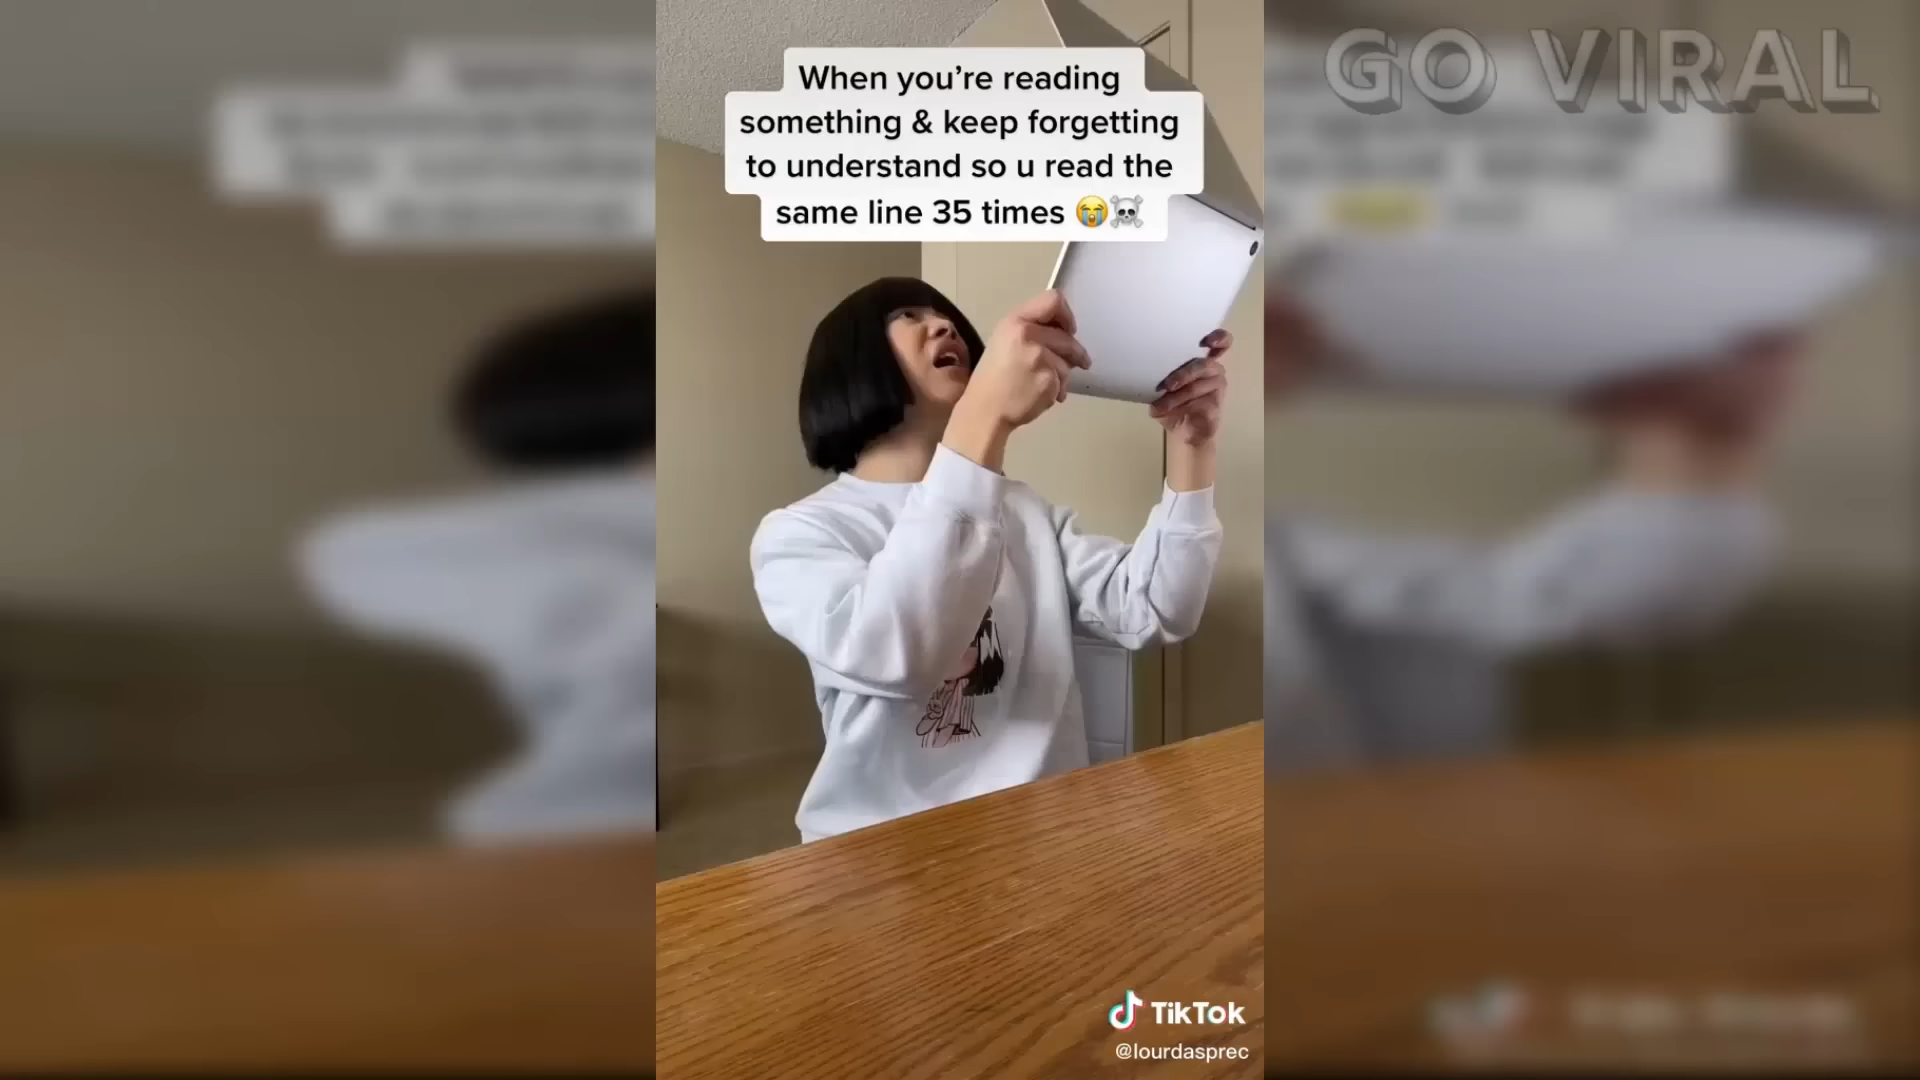 GO VIRAL
When you're reading
something & keep forgetting
to understand so u read the
same line 35 times 😭☠️
TikTok
@lourdasprec